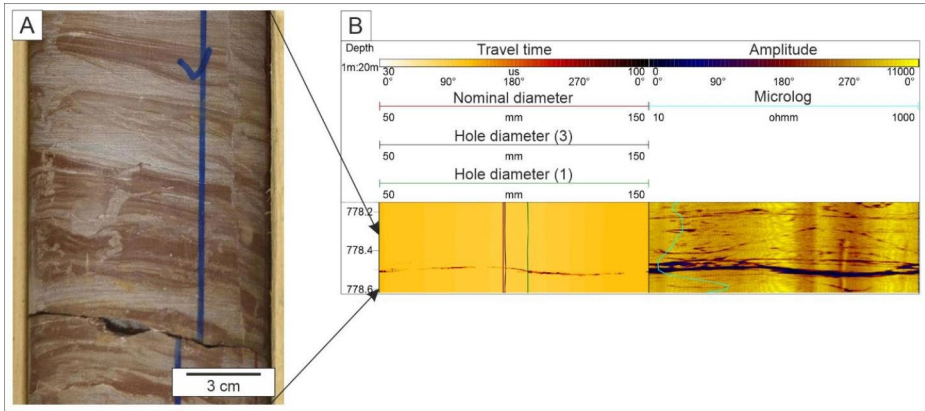 A
3 cm
B
Depth
1m:20m
Travel time
Amplitude
30 us 100 0 11000
0° 90° 180° 270° 0° 90° 180° 270° 0°
Nominal diameter
50 mm 150
Microlog
10 ohmm 1000
Hole diameter (3)
50 mm 150
Hole diameter (1)
50 mm 150
778.2
778.4
778.6